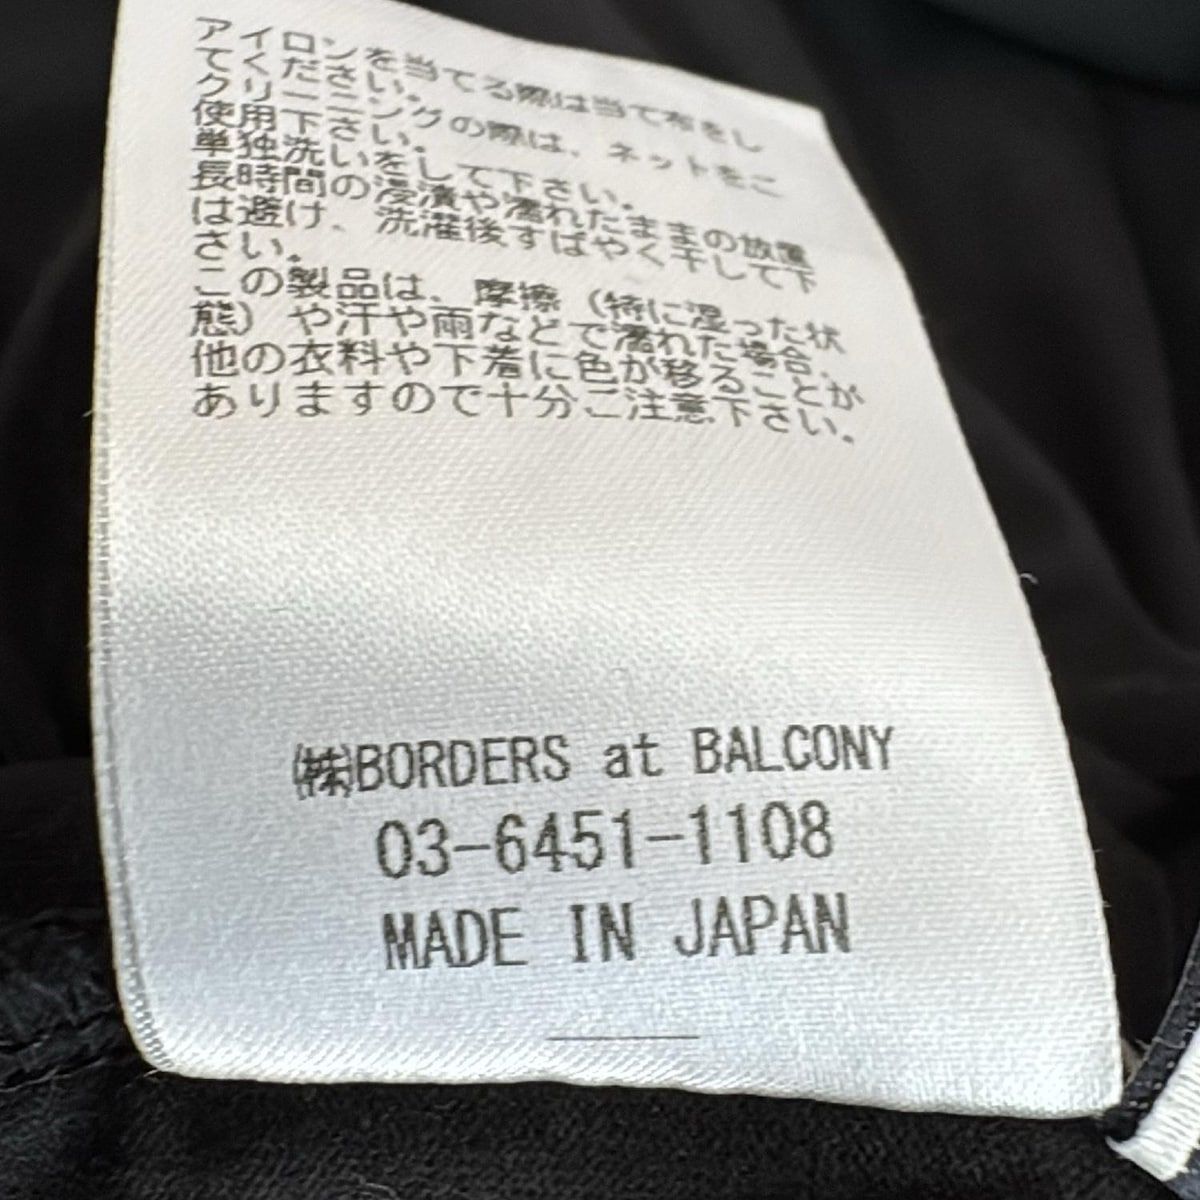 アイロンを当てる際は当て布をし
てください。
クリーニングの際は、ネットをご
使用下さい。
単独洗いをして下さい。
長時間の浸漬や濡れたままの放置
は避け、洗濯後すばやく干して下
さい。
この製品は、摩擦（特に湿った状
態）や汗や雨などで濡れた場合、
他の衣料や下着に色が移ることが
ありますので十分ご注意下さい。
㈱BORDERS at BALCONY
03-6451-1108
MADE IN JAPAN